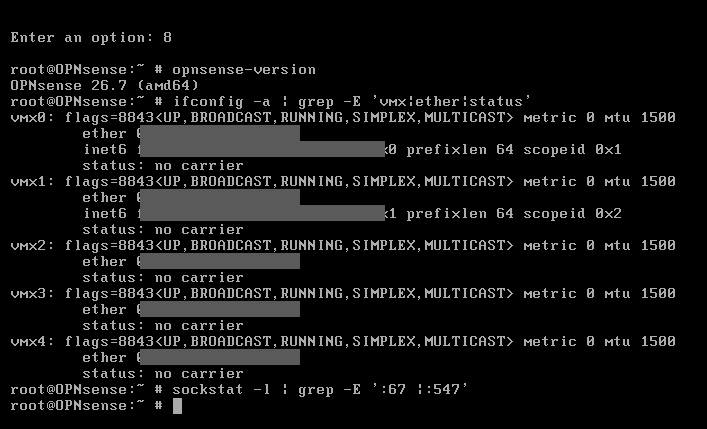 Enter an option: 8
root@OPNsense:~ # opnsense-version
OPNsense 26.7 (amd64)
root@OPNsense:~ # ifconfig -a | grep -E 'vmx|ether|status'
vmx0: flags=8843<UP,BROADCAST,RUNNING,SIMPLEX,MULTICAST> metric 0 mtu 1500
ether
inet6 prefixlen 64 scopeid 0x1
status: no carrier
vmx1: flags=8843<UP,BROADCAST,RUNNING,SIMPLEX,MULTICAST> metric 0 mtu 1500
ether
inet6 prefixlen 64 scopeid 0x2
status: no carrier
vmx2: flags=8843<UP,BROADCAST,RUNNING,SIMPLEX,MULTICAST> metric 0 mtu 1500
ether
status: no carrier
vmx3: flags=8843<UP,BROADCAST,RUNNING,SIMPLEX,MULTICAST> metric 0 mtu 1500
ether
status: no carrier
vmx4: flags=8843<UP,BROADCAST,RUNNING,SIMPLEX,MULTICAST> metric 0 mtu 1500
ether
status: no carrier
root@OPNsense:~ # sockstat -l | grep -E ':67 |:547'
root@OPNsense:~ #